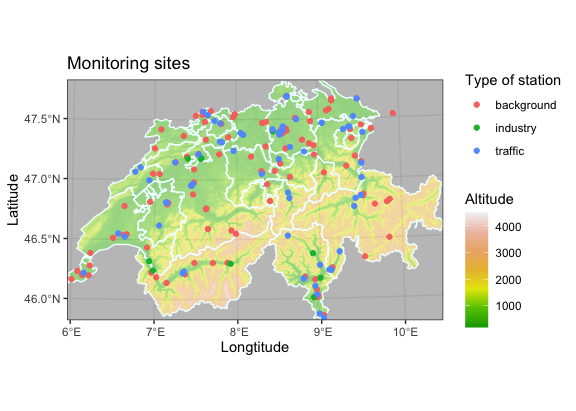 Monitoring sites
Type of station
background
industry
traffic
Altitude
4000
3000
2000
1000
Latitude
47.5°N
47.0°N
46.5°N
46.0°N
6°E 7°E 8°E 9°E 10°E
Longtitude